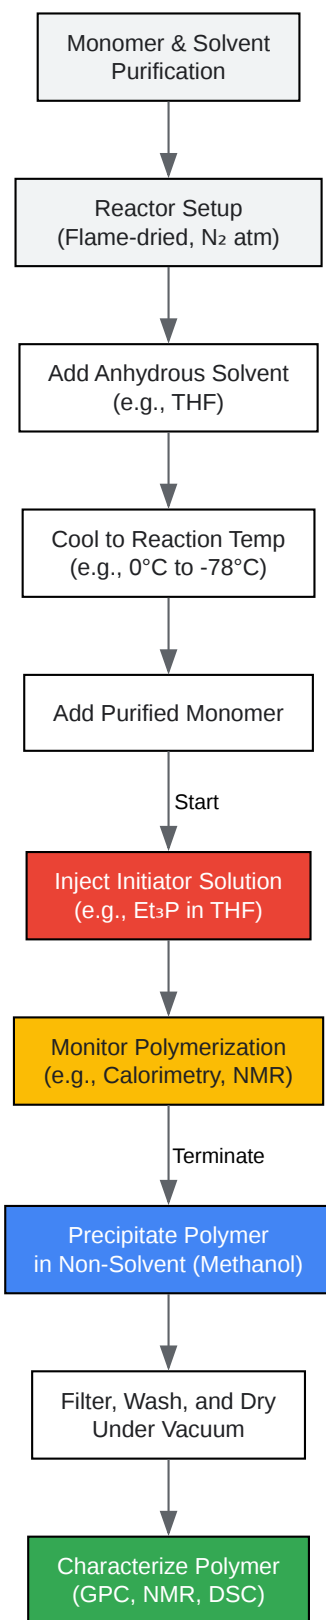 Monomer & Solvent
Purification
Reactor Setup
(Flame-dried, N₂ atm)
Add Anhydrous Solvent
(e.g., THF)
Cool to Reaction Temp
(e.g., 0°C to -78°C)
Add Purified Monomer
Start
Inject Initiator Solution
(e.g., Et₃P in THF)
Monitor Polymerization
(e.g., Calorimetry, NMR)
Terminate
Precipitate Polymer
in Non-Solvent (Methanol)
Filter, Wash, and Dry
Under Vacuum
Characterize Polymer
(GPC, NMR, DSC)